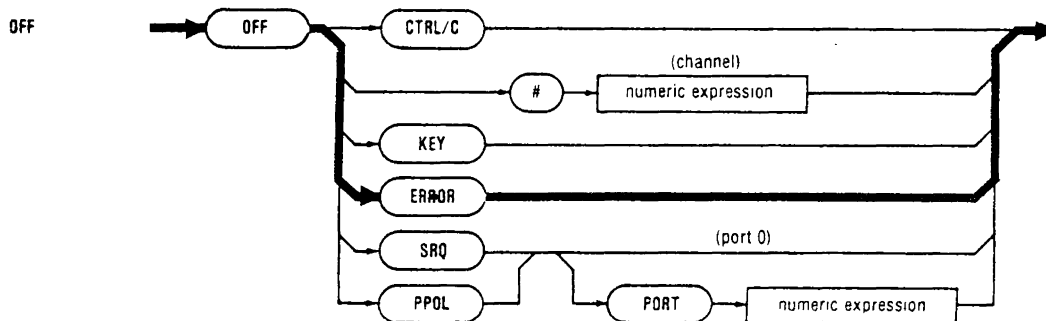 OFF
OFF
CTRL/C
(channel)
#
numeric expression
KEY
ERROR
SRQ
(port 0)
PPOL
PORT
numeric expression